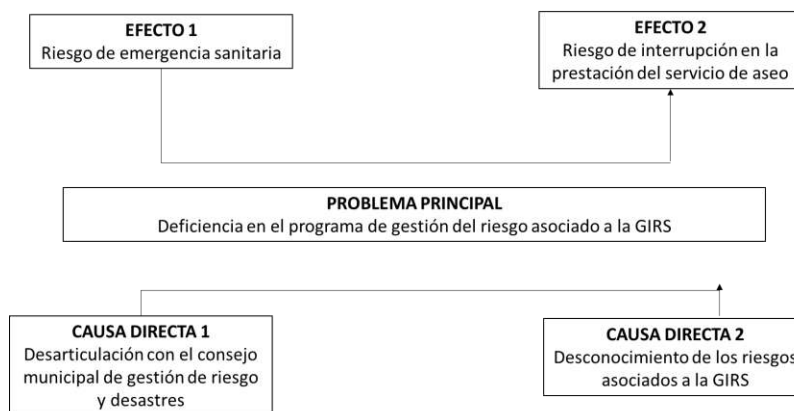 EFECTO 1
Riesgo de emergencia sanitaria
EFECTO 2
Riesgo de interrupción en la
prestación del servicio de aseo
PROBLEMA PRINCIPAL
Deficiencia en el programa de gestión del riesgo asociado a la GIRS
CAUSA DIRECTA 1
Desarticulación con el consejo
municipal de gestión de riesgo
y desastres
CAUSA DIRECTA 2
Desconocimiento de los riesgos
asociados a la GIRS